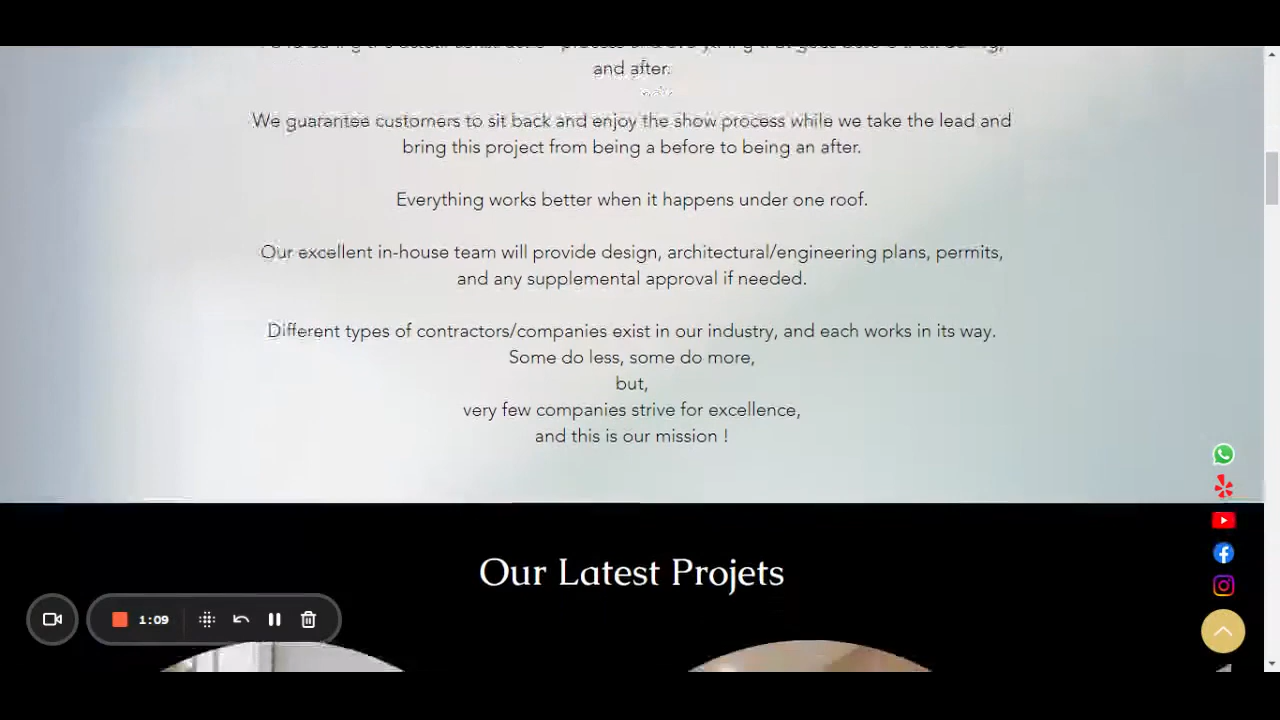 and after.
We guarantee customers to sit back and enjoy the show process while we take the lead and
bring this project from being a before to being an after.
Everything works better when it happens under one roof.
Our excellent in-house team will provide design, architectural/engineering plans, permits,
and any supplemental approval if needed.
Different types of contractors/companies exist in our industry, and each works in its way.
Some do less, some do more,
but,
very few companies strive for excellence,
and this is our mission !
Our Latest Projets
1:09